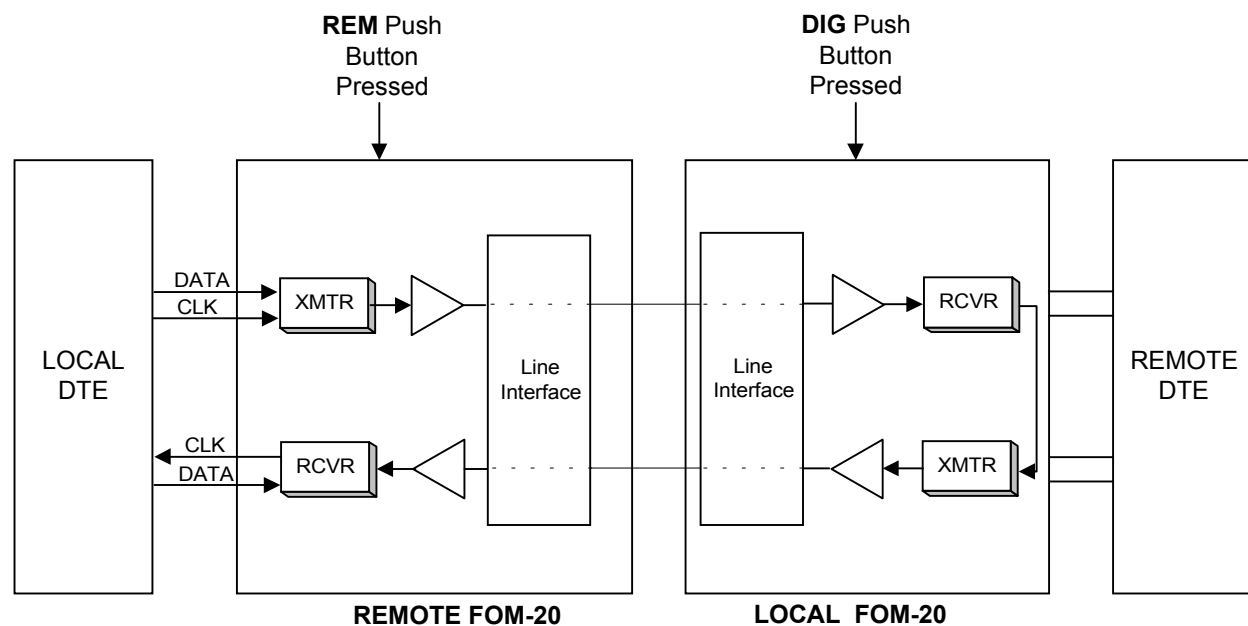 REM Push
Button
Pressed
DIG Push
Button
Pressed
LOCAL
DTE
DATA
CLK
XMTR
CLK
DATA
RCVR
Line
Interface
REMOTE FOM-20
Line
Interface
RCVR
XMTR
LOCAL FOM-20
REMOTE
DTE